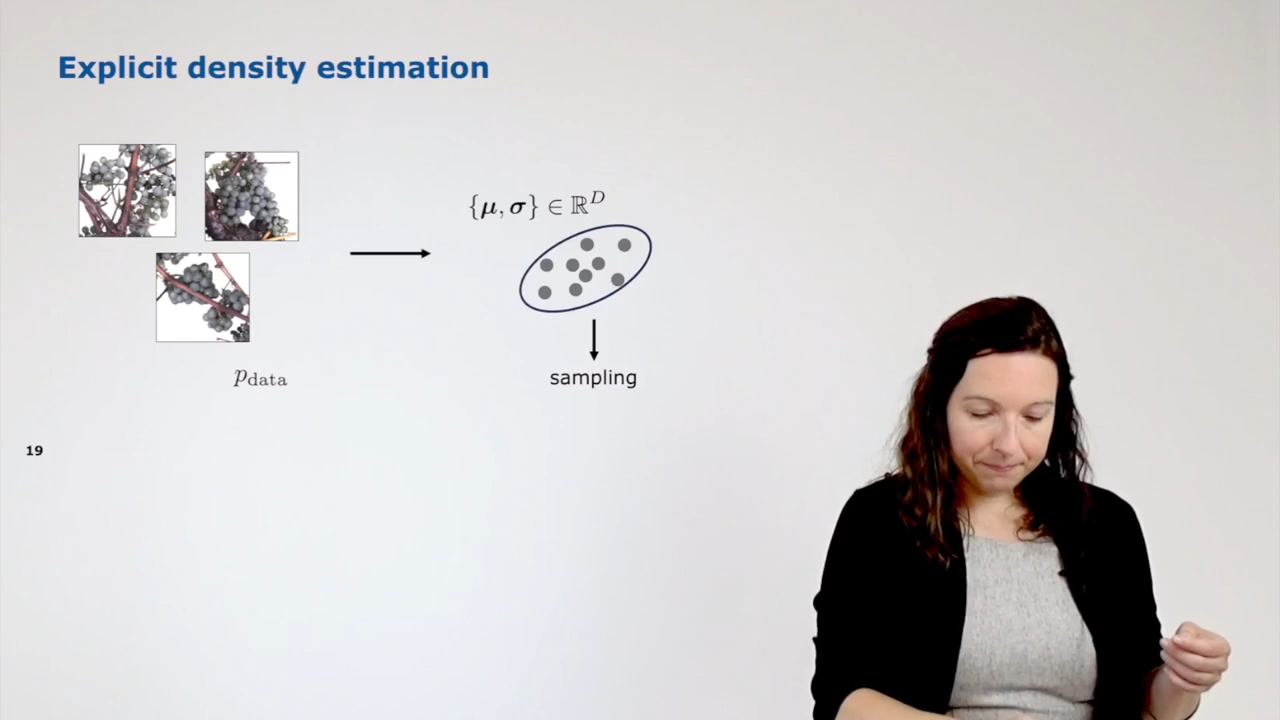 Explicit density estimation
{μ, σ} ∈ ℝ^D
p_data
sampling
19